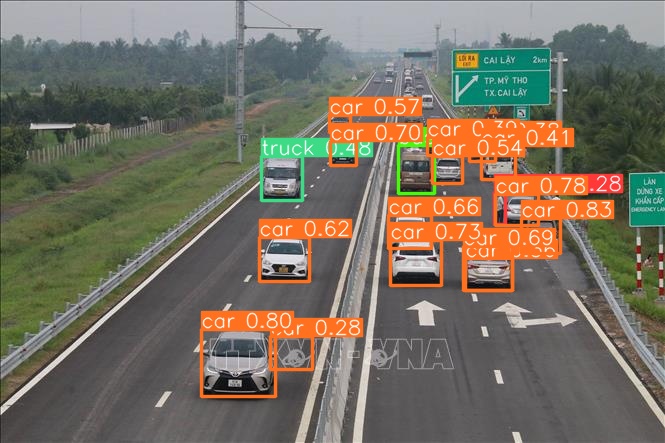 LỐI RA
EXIT
CAI LẬY 2km
TP.MỸ THO
TX.CAI LẬY
car 0.57
car 0.41
car 0.70
car 0.54
truck 0.48
car 0.78
0.28
LÀN
DỪNG XE
KHẨN CẤP
EMERGENCY LANE
car 0.66
car 0.83
car 0.62
car 0.73
car 0.69
car 0.80
car 0.28
TTXVN